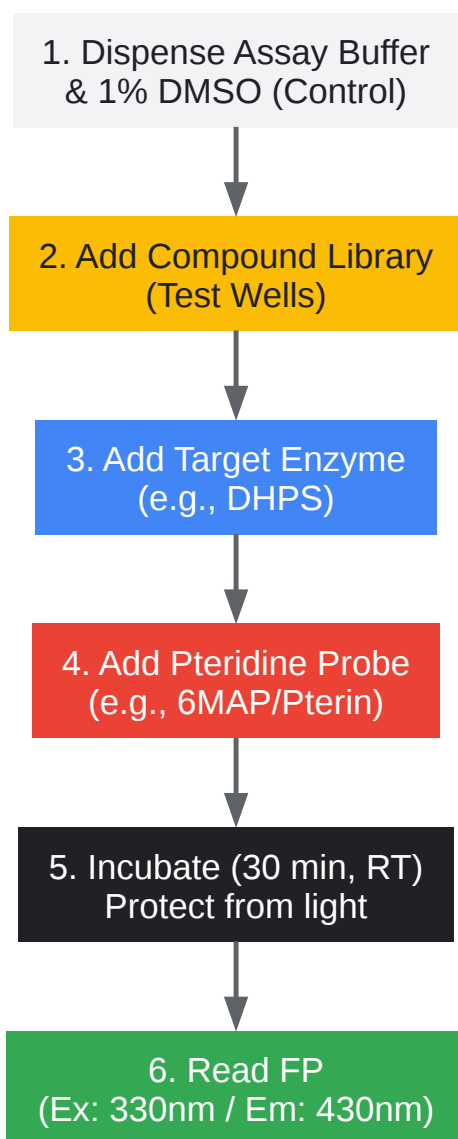 1. Dispense Assay Buffer
& 1% DMSO (Control)
2. Add Compound Library
(Test Wells)
3. Add Target Enzyme
(e.g., DHPS)
4. Add Pteridine Probe
(e.g., 6MAP/Pterin)
5. Incubate (30 min, RT)
Protect from light
6. Read FP
(Ex: 330nm / Em: 430nm)